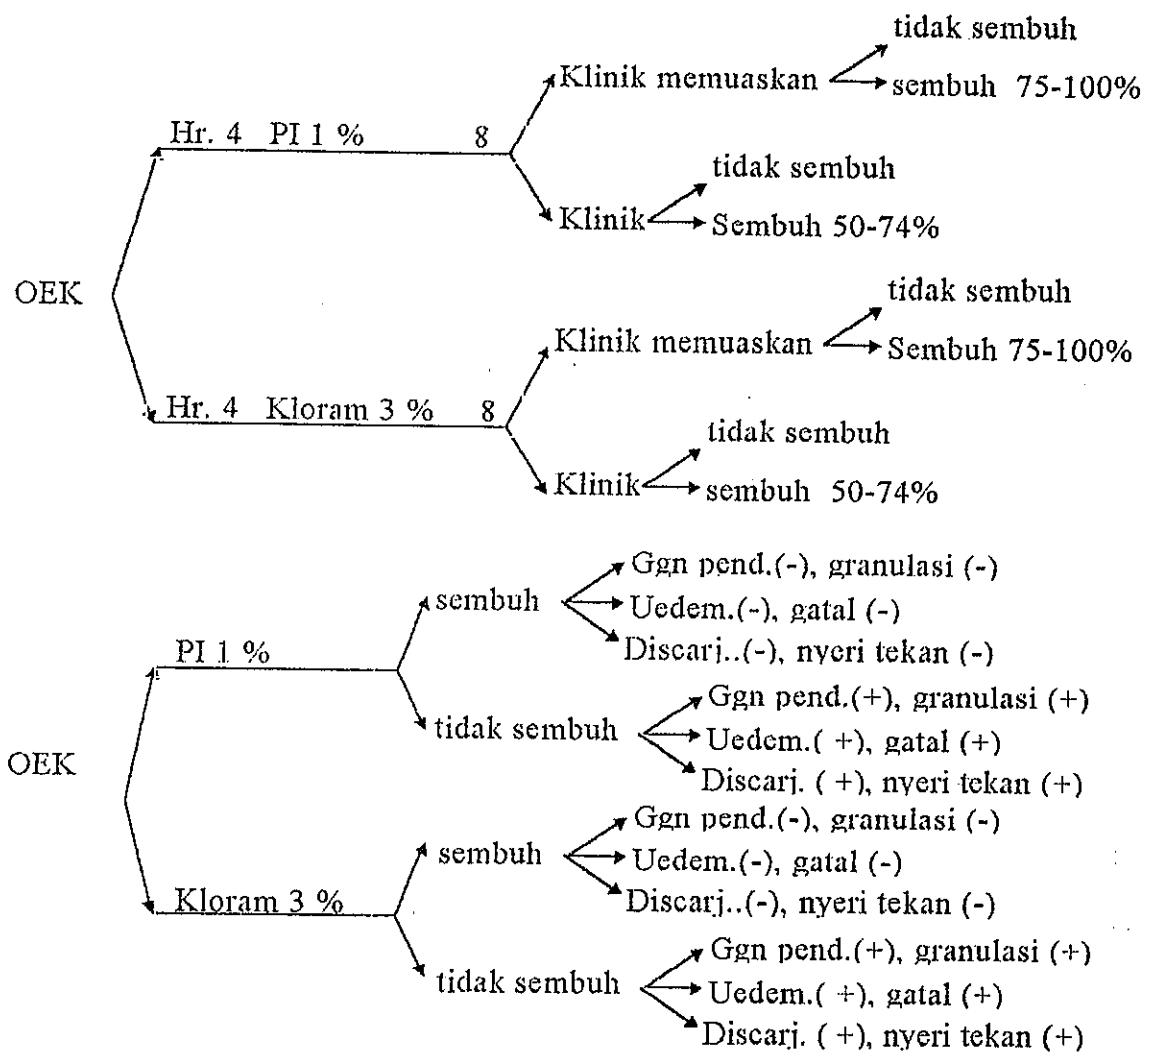 tidak sembuh
Klinik memuaskan sembuh 75-100%
Hr. 4 PI 1 % 8
tidak sembuh
Klinik Sembuh 50-74%
OEK
tidak sembuh
Klinik memuaskan Sembuh 75-100%
Hr. 4 Kloram 3 % 8
tidak sembuh
Klinik sembuh 50-74%
Ggn pend.(-), granulasi (-)
sembuh Uedem.(-), gatal (-)
Discarj..(-), nyeri tekan (-)
PI 1 %
Ggn pend.(+), granulasi (+)
tidak sembuh Uedem.( +), gatal (+)
Discarj. ( +), nyeri tekan (+)
OEK
Ggn pend.(-), granulasi (-)
sembuh Uedem.(-), gatal (-)
Discarj..(-), nyeri tekan (-)
Kloram 3 %
Ggn pend.(+), granulasi (+)
tidak sembuh Uedem.( +), gatal (+)
Discarj. ( +), nyeri tekan (+)